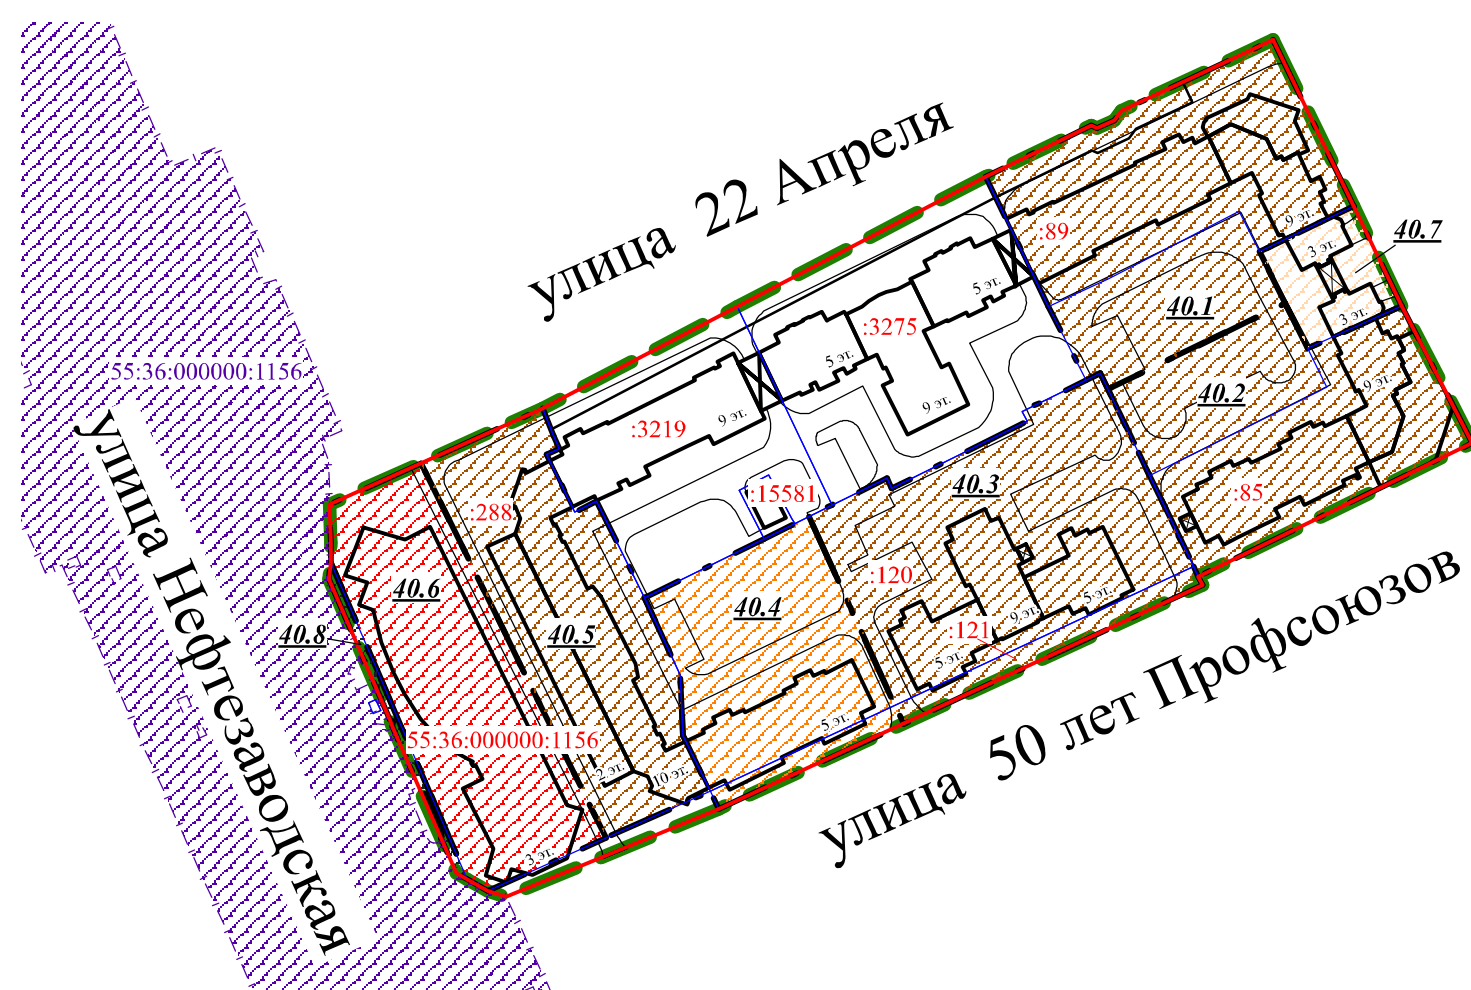 улица 22 Апреля
:89
9 эт.
40.7
3 эт.
5 эт.
40.1
3 эт.
:3275
5 эт.
55:36:000000:1156
9 эт.
40.2
9 эт.
9 эт.
:3219
40.3
:15581
:85
:288
улица Нефтезаводская
:120
40.6
40.4
5 эт.
9 эт.
40.8
40.5
:121
5 эт.
улица 50 лет Профсоюзов
5 эт.
55:36:000000:1156
2 эт.
10 эт.
3 эт.